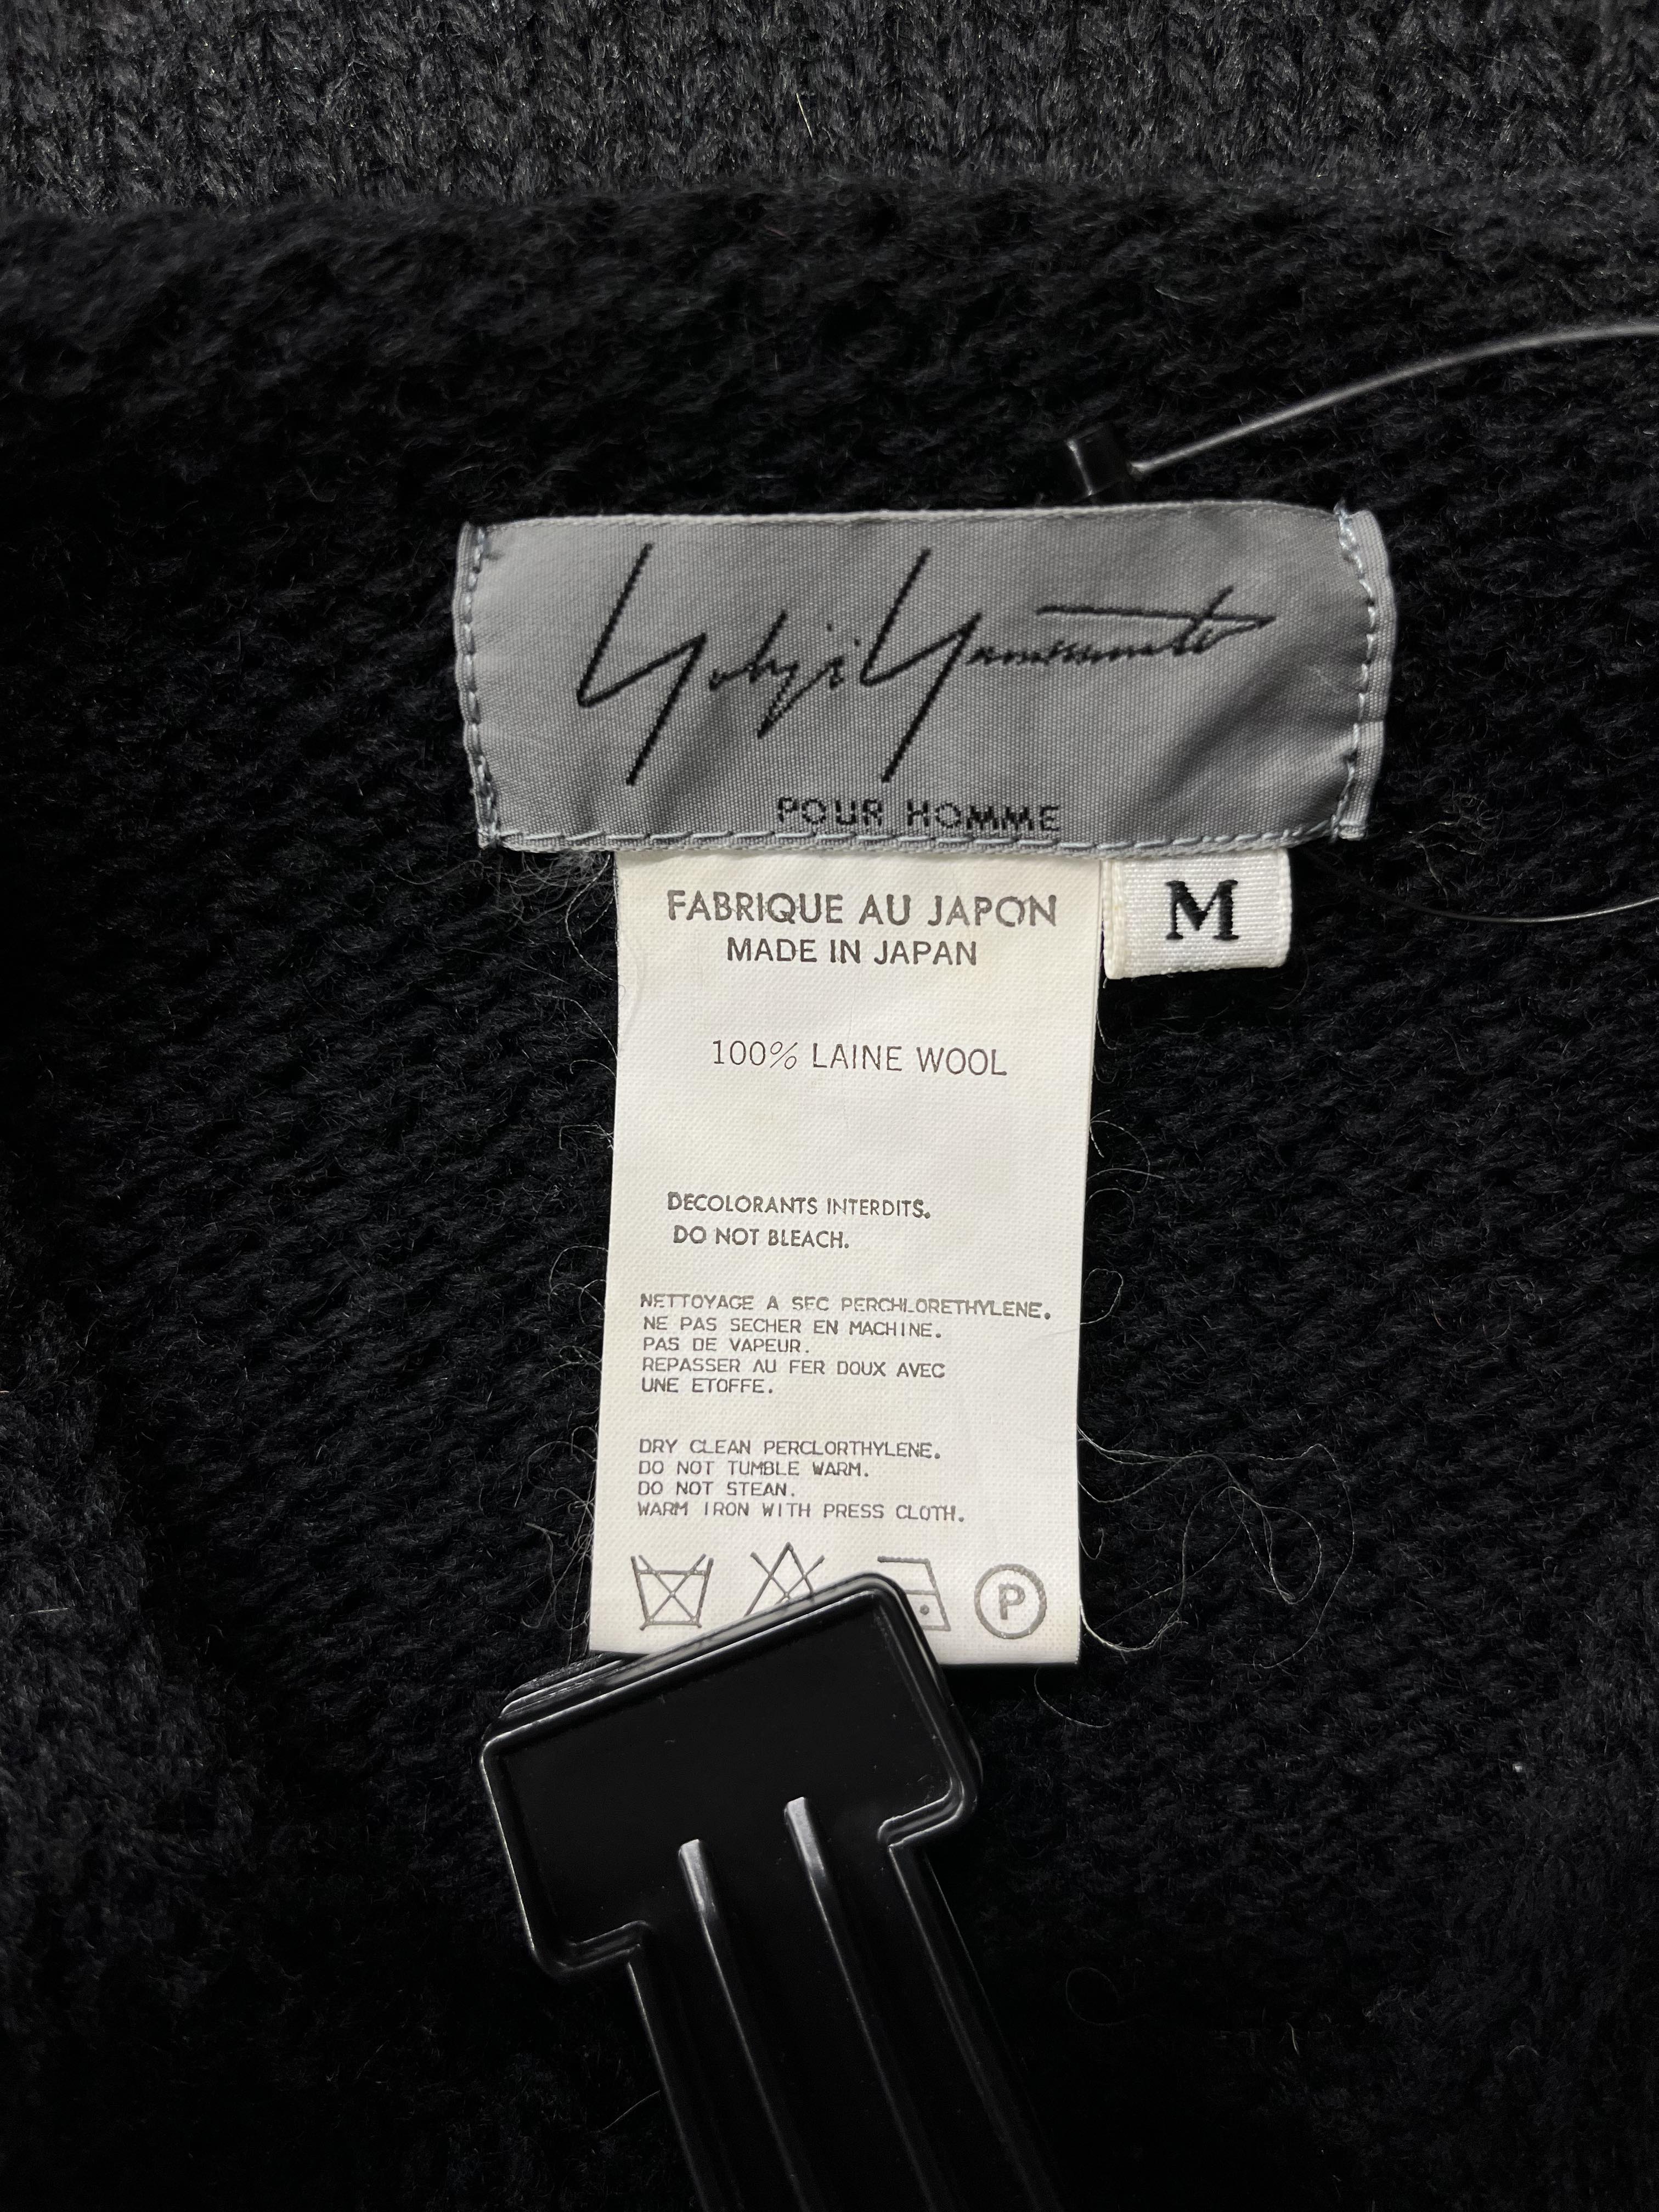 Yohji Yamamoto
POUR HOMME
FABRIQUE AU JAPON
MADE IN JAPAN
M
100% LAINE WOOL
DECOLORANTS INTERDITS.
DO NOT BLEACH.
NETTOYAGE A SEC PERCHLORETHYLENE.
NE PAS SECHER EN MACHINE.
PAS DE VAPEUR.
REPASSER AU FER DOUX AVEC
UNE ETOFFE.
DRY CLEAN PERCLORTHYLENE.
DO NOT TUMBLE WARM.
DO NOT STEAN.
WARM IRON WITH PRESS CLOTH.
P